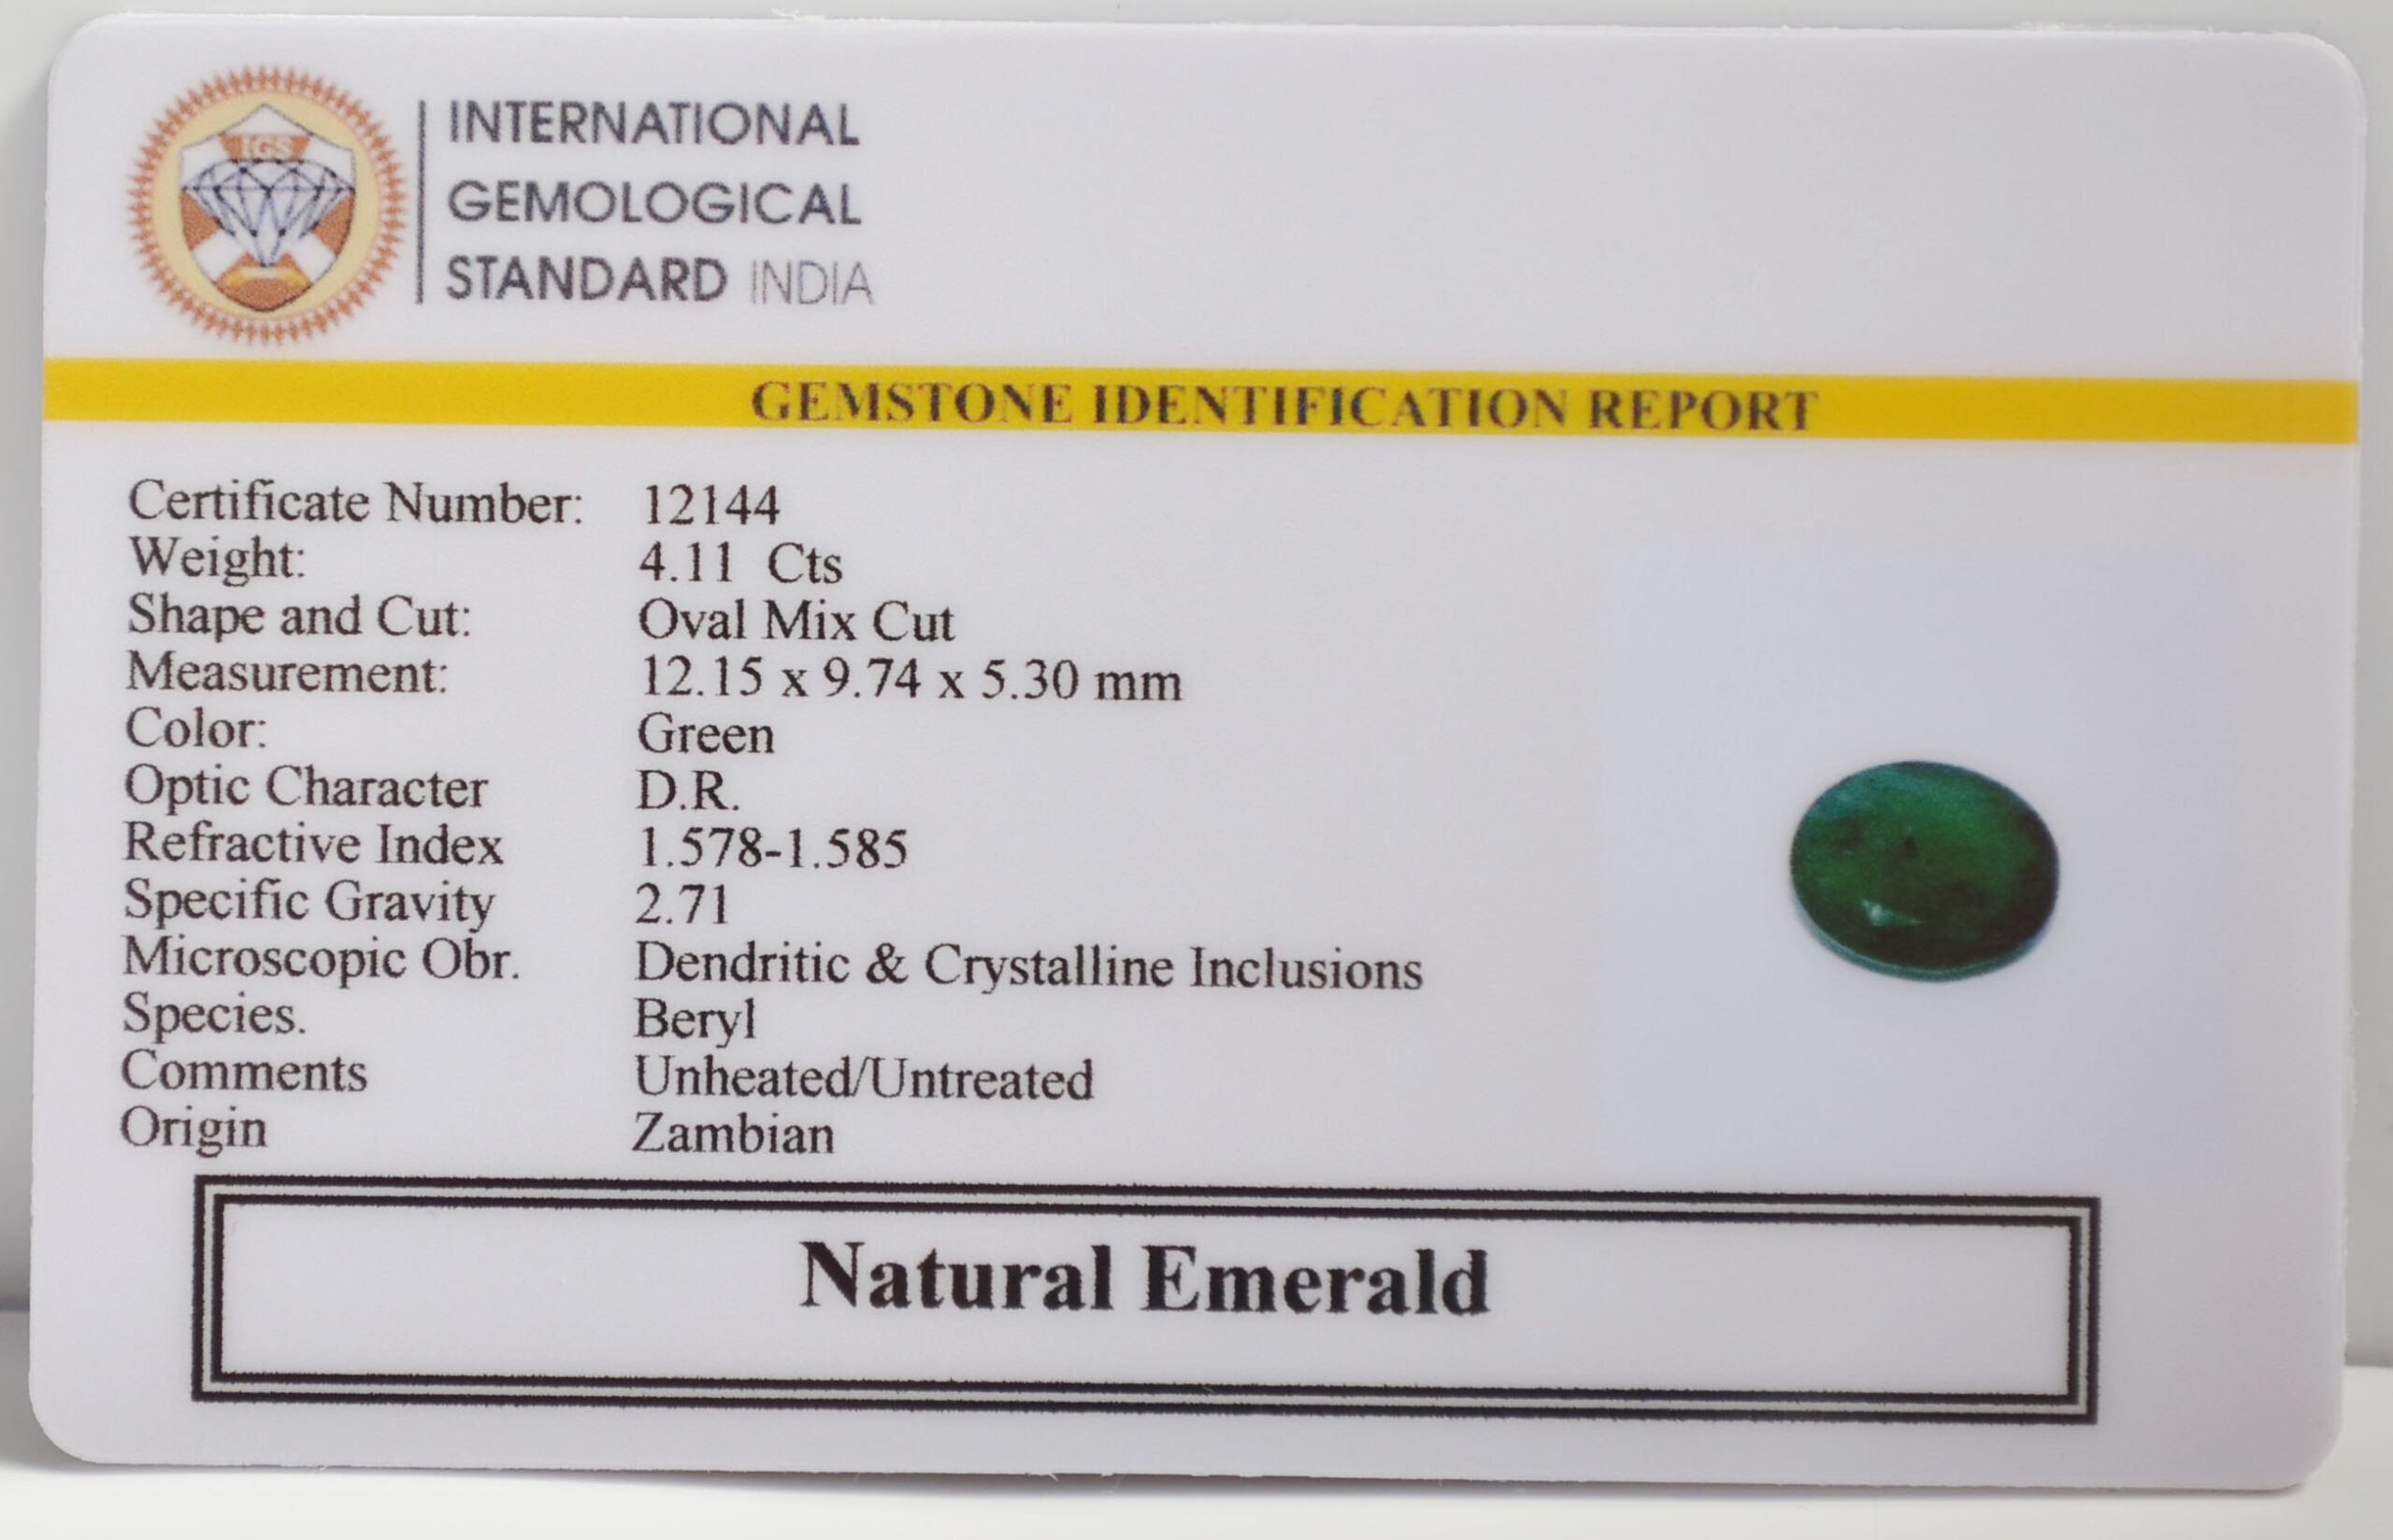 IGS
INTERNATIONAL
GEMOLOGICAL
STANDARD INDIA
GEMSTONE IDENTIFICATION REPORT
Certificate Number: 12144
Weight: 4.11 Cts
Shape and Cut: Oval Mix Cut
Measurement: 12.15 x 9.74 x 5.30 mm
Color: Green
Optic Character D.R.
Refractive Index 1.578-1.585
Specific Gravity 2.71
Microscopic Obr. Dendritic & Crystalline Inclusions
Species. Beryl
Comments Unheated/Untreated
Origin Zambian
Natural Emerald